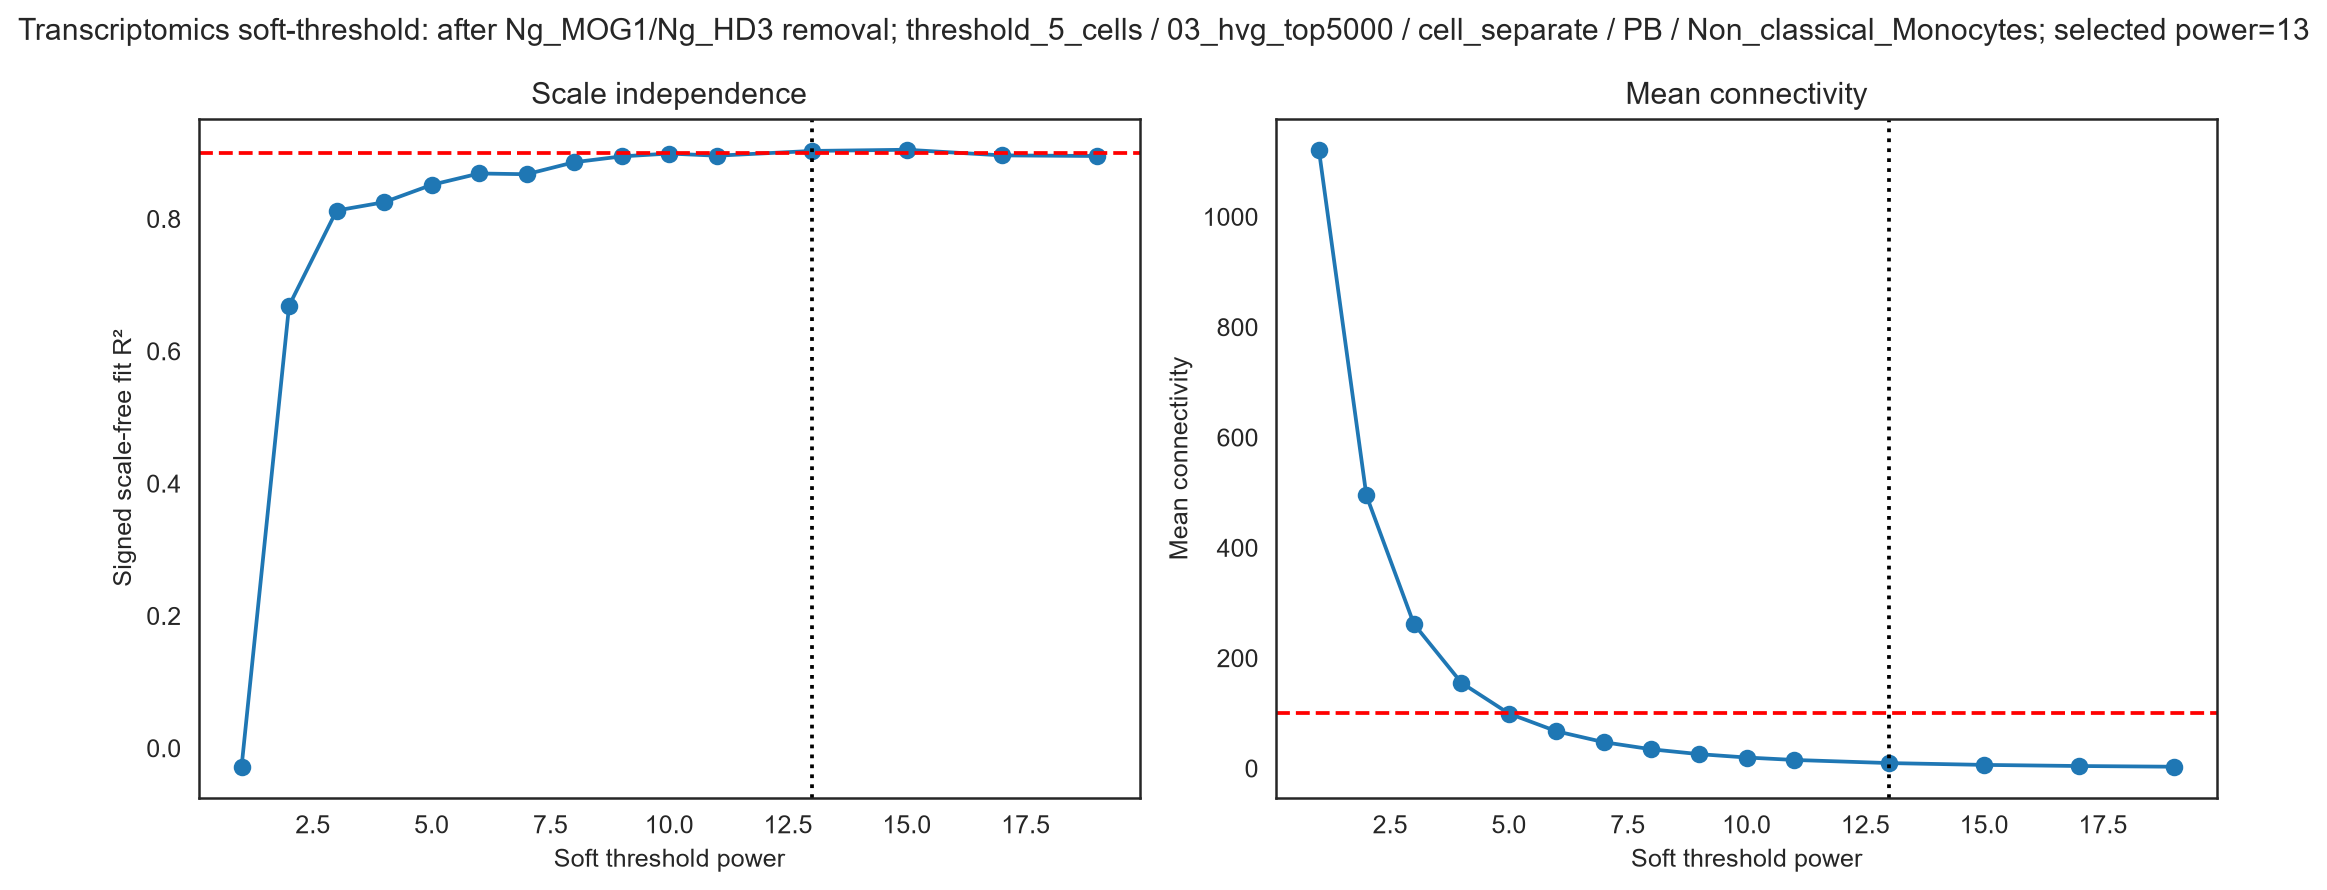 Transcriptomics soft-threshold: after Ng_MOG1/Ng_HD3 removal; threshold_5_cells / 03_hvg_top5000 / cell_separate / PB / Non_classical_Monocytes; selected power=13
Scale independence
Signed scale-free fit R²
0.8
0.6
0.4
0.2
0.0
2.5 5.0 7.5 10.0 12.5 15.0 17.5
Soft threshold power
Mean connectivity
Mean connectivity
1000
800
600
400
200
0
2.5 5.0 7.5 10.0 12.5 15.0 17.5
Soft threshold power